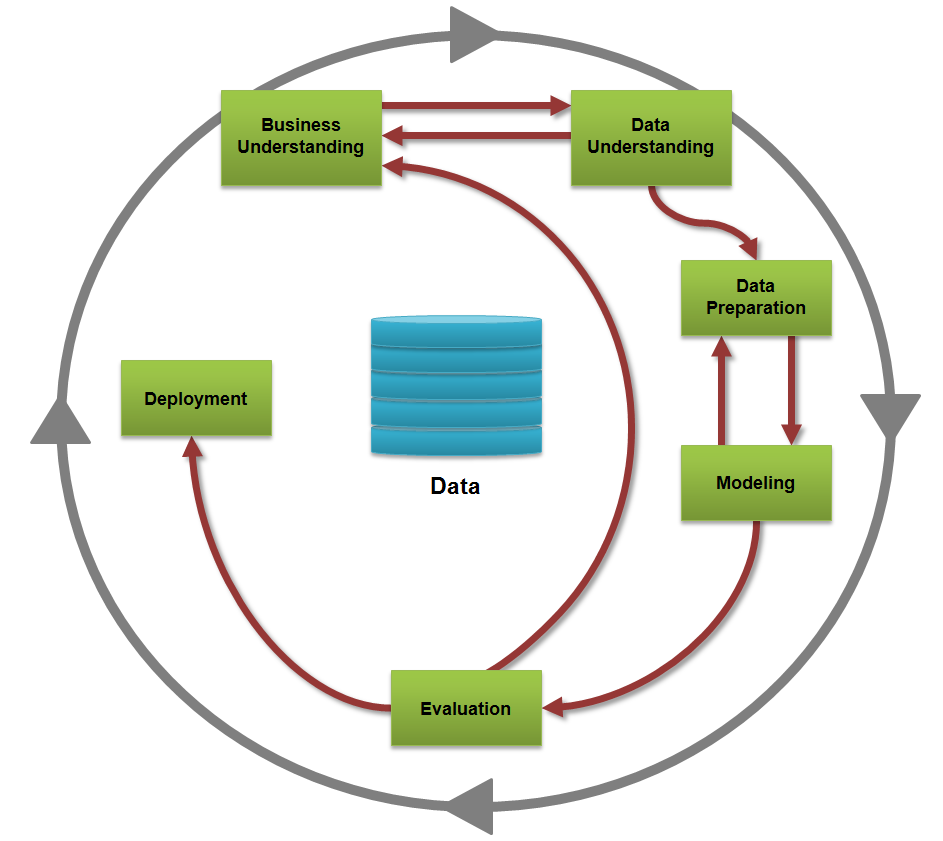 Business
Understanding
Data
Understanding
Data
Preparation
Deployment
Modeling
Data
Evaluation